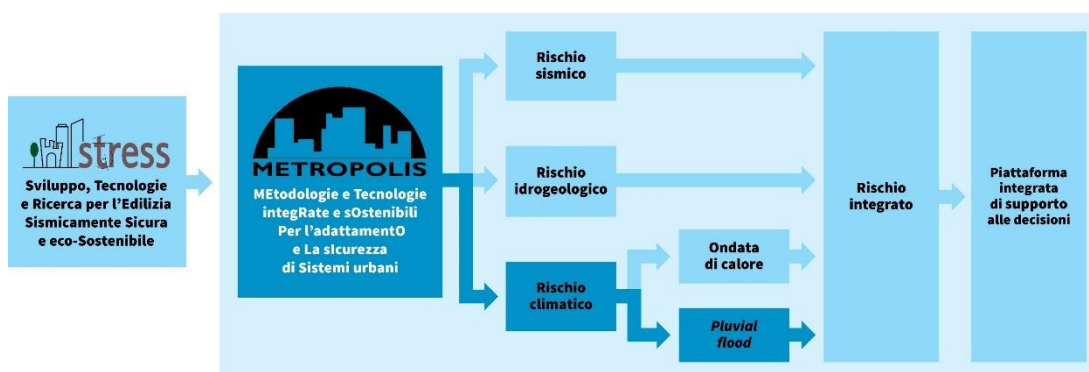 stress
Sviluppo, Tecnologie
e Ricerca per l'Edilizia
Sismicamente Sicura
e eco-Sostenibile
METROPOLIS
MEtodologie e Tecnologie
integRate e sOstenibili
Per l'adattamentO
e La sIcurezza
di Sistemi urbani
Rischio
sismico
Rischio
idrogeologico
Rischio
climatico
Ondata
di calore
Pluvial
flood
Rischio
integrato
Piattaforma
integrata
di supporto
alle decisioni